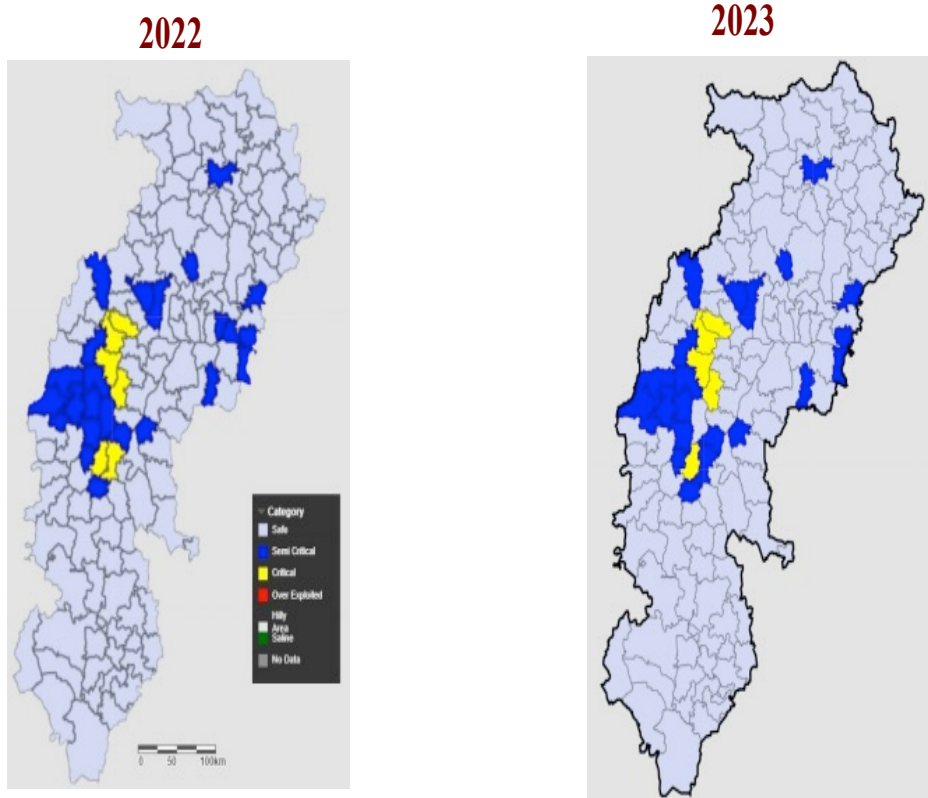 2022
2023
Category
Safe
Semi Critical
Critical
Over Exploited
Hilly
Area
Saline
No Data
0 50 100km